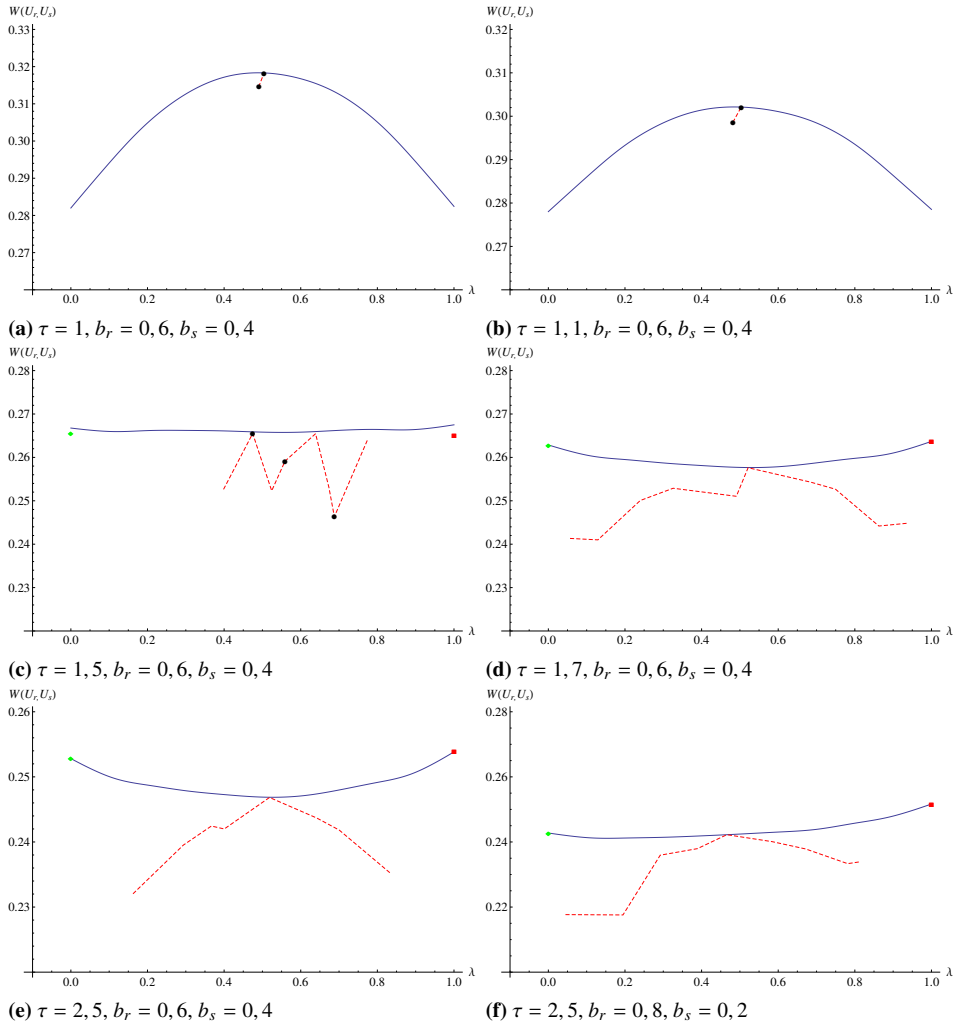 W(U_r,U_s) W(U_r,U_s)
0.33 0.32
0.32 0.31
0.31 0.30
0.30 0.29
0.29 0.28
0.28 0.27
0.27
0.0 0.2 0.4 0.6 0.8 1.0 λ 0.0 0.2 0.4 0.6 0.8 1.0 λ
(a) τ = 1, b_r = 0, 6, b_s = 0, 4 (b) τ = 1, 1, b_r = 0, 6, b_s = 0, 4
W(U_r,U_s) W(U_r,U_s)
0.28 0.28
0.27 0.27
0.26 0.26
0.25 0.25
0.24 0.24
0.23 0.23
0.0 0.2 0.4 0.6 0.8 1.0 λ 0.0 0.2 0.4 0.6 0.8 1.0 λ
(c) τ = 1, 5, b_r = 0, 6, b_s = 0, 4 (d) τ = 1, 7, b_r = 0, 6, b_s = 0, 4
W(U_r,U_s) W(U_r,U_s)
0.26 0.28
0.25 0.26
0.24 0.24
0.23 0.22
0.0 0.2 0.4 0.6 0.8 1.0 λ 0.0 0.2 0.4 0.6 0.8 1.0 λ
(e) τ = 2, 5, b_r = 0, 6, b_s = 0, 4 (f) τ = 2, 5, b_r = 0, 8, b_s = 0, 2